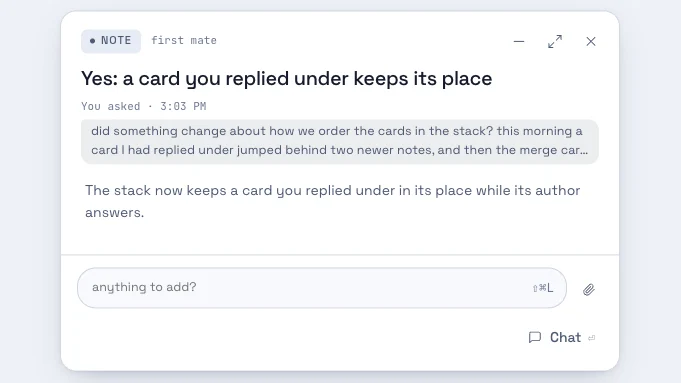 NOTE first mate
Yes: a card you replied under keeps its place
You asked · 3:03 PM
did something change about how we order the cards in the stack? this morning a
card I had replied under jumped behind two newer notes, and then the merge car…
The stack now keeps a card you replied under in its place while its author
answers.
anything to add? ⇧⌘L
Chat ⏎